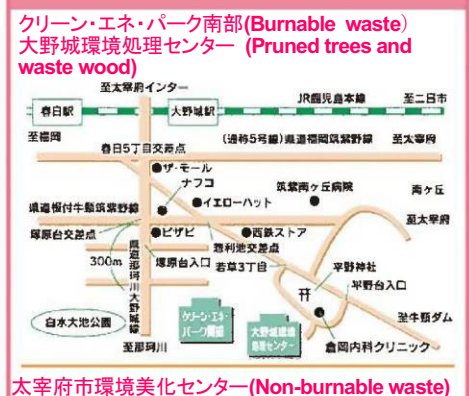 クリーン・エネ・パーク南部(Burnable waste)
大野城環境処理センター (Pruned trees and
waste wood)
至太宰府インター
JR鹿児島本線
至二日市
春日駅
大野城駅
至福岡
(通称5号線)県道福岡筑紫野線
至太宰府
春日5丁目交差点
●ザ・モール
ナフコ
筑紫南ヶ丘病院
南ヶ丘
●イエローハット
県道板付牛頸筑紫野線
至太宰府
塚原台交差点
●ピザピ
惣利池交差点
●西鉄ストア
300m
県道那珂川大野城線
塚原台入口
若草3丁目
平野神社
平野台入口
白水大池公園
クリーン・エネ・
パーク南部
大野城環境
処理センター
至牛頸ダム
至那珂川
倉岡内科クリニック
太宰府市環境美化センター(Non-burnable waste)